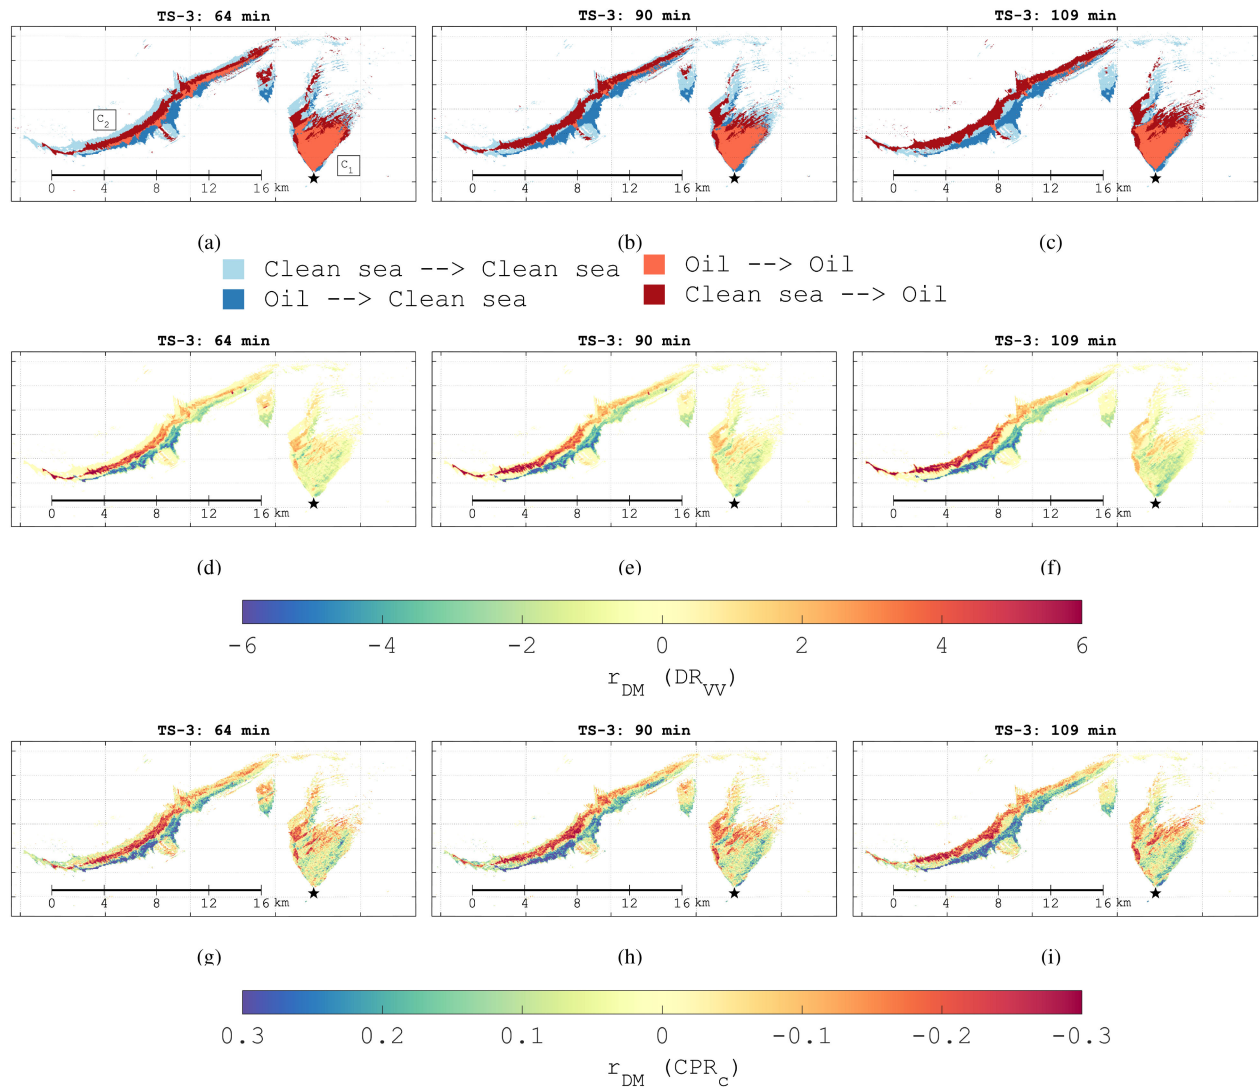 TS-3: 64 min TS-3: 90 min TS-3: 109 min
C2
C1
0 4 8 12 16 km 0 4 8 12 16 km 0 4 8 12 16 km
(a) (b) (c)
Clean sea --> Clean sea Oil --> Oil
Oil --> Clean sea Clean sea --> Oil
TS-3: 64 min TS-3: 90 min TS-3: 109 min
0 4 8 12 16 km 0 4 8 12 16 km 0 4 8 12 16 km
(d) (e) (f)
-6 -4 -2 0 2 4 6
rDM (DRVV)
TS-3: 64 min TS-3: 90 min TS-3: 109 min
0 4 8 12 16 km 0 4 8 12 16 km 0 4 8 12 16 km
(g) (h) (i)
0.3 0.2 0.1 0 -0.1 -0.2 -0.3
rDM (CPRc)